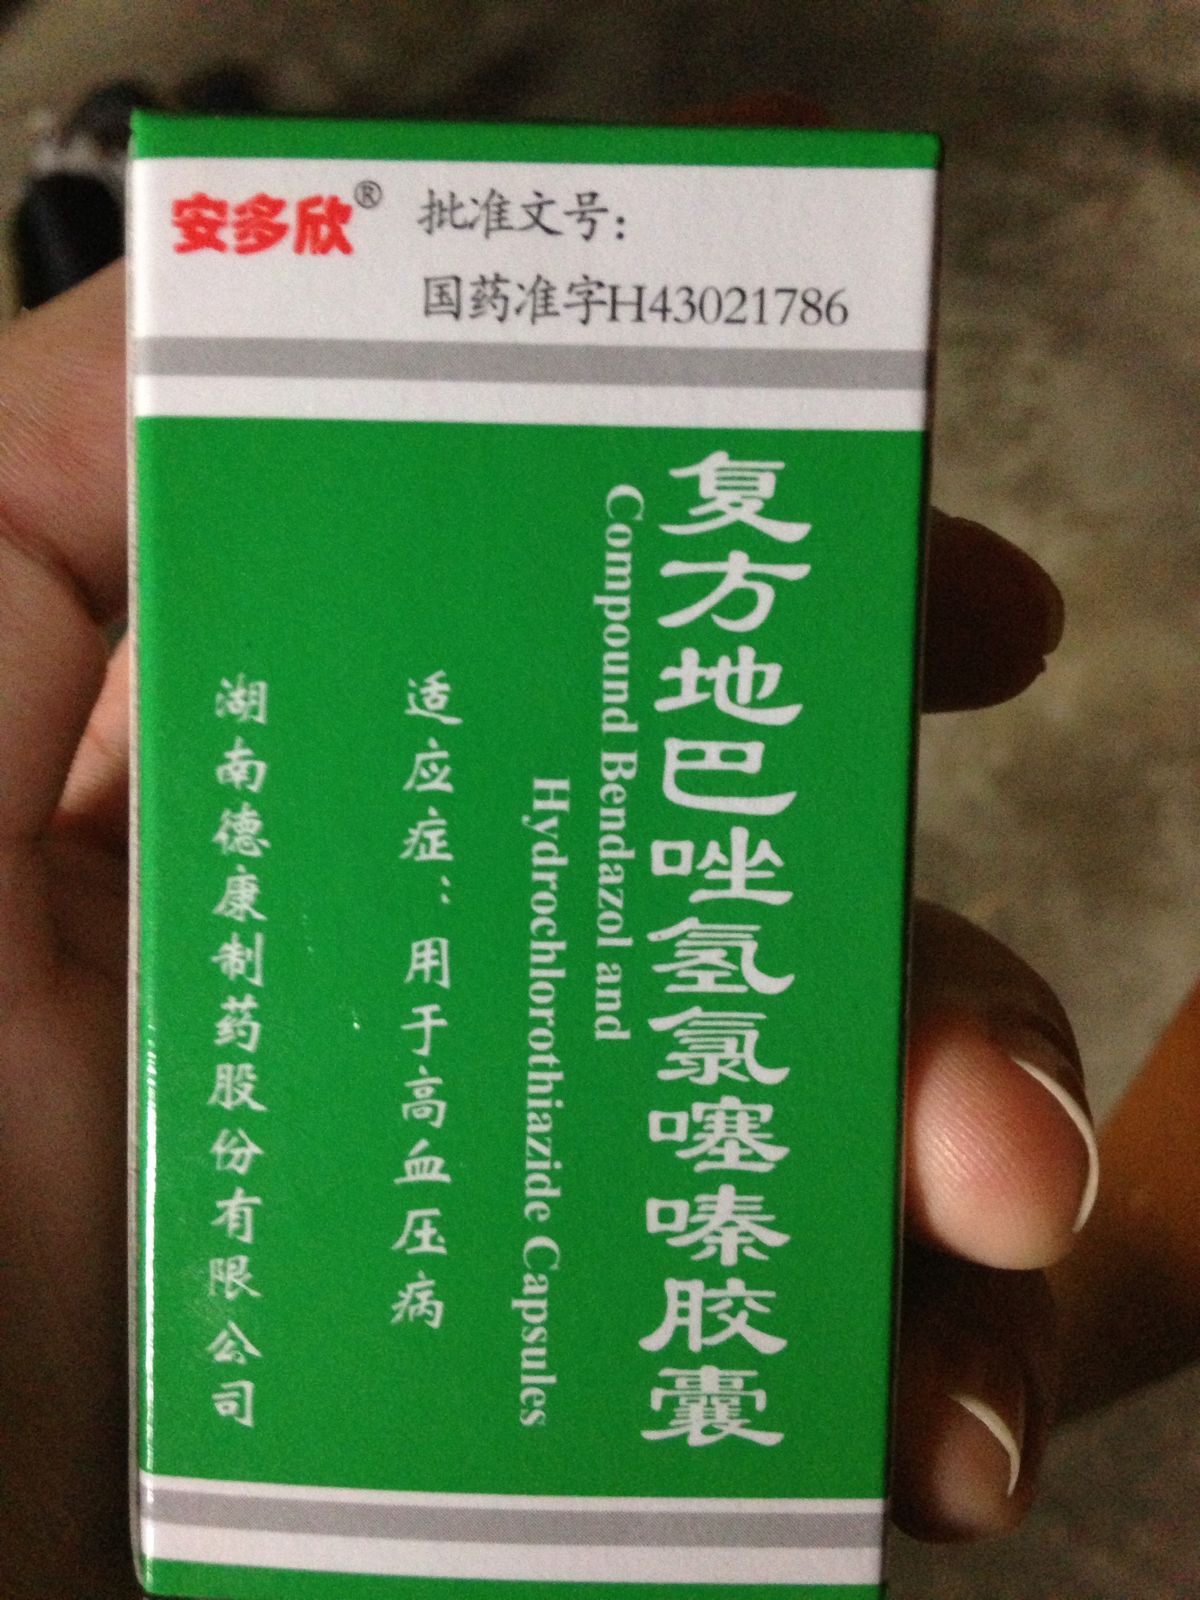 安多欣®
批准文号：
国药准字H43021786
复方地巴唑氢氯噻嗪胶囊
Compound Bendazol and
Hydrochlorothiazide Capsules
适应症：用于高血压病
湖南德康制药股份有限公司